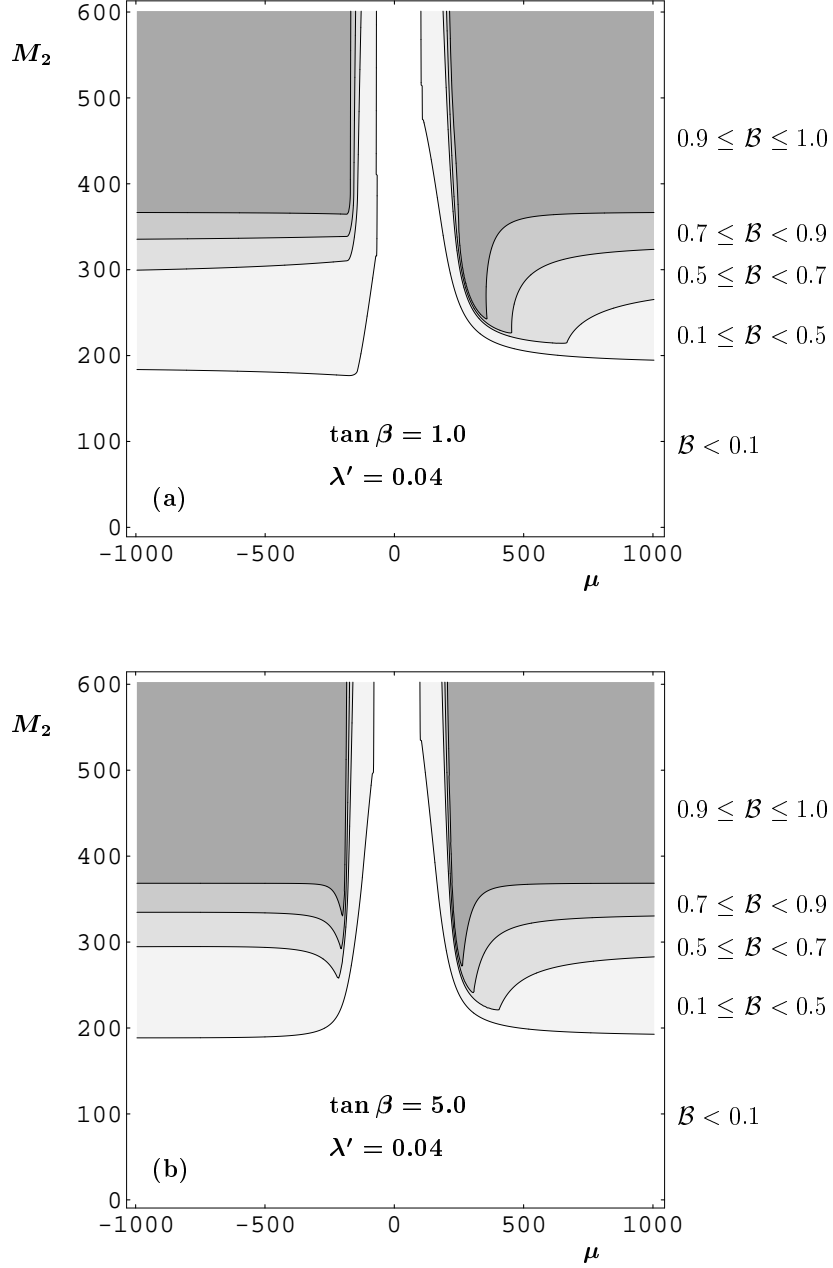 600
M₂
500
0.9 ≤ ℬ ≤ 1.0
400
0.7 ≤ ℬ < 0.9
300
0.5 ≤ ℬ < 0.7
0.1 ≤ ℬ < 0.5
200
tan β = 1.0
100
ℬ < 0.1
λ′ = 0.04
(a)
0
-1000 -500 0 500 1000
μ
600
M₂
500
0.9 ≤ ℬ ≤ 1.0
400
0.7 ≤ ℬ < 0.9
300
0.5 ≤ ℬ < 0.7
0.1 ≤ ℬ < 0.5
200
tan β = 5.0
100
ℬ < 0.1
λ′ = 0.04
(b)
0
-1000 -500 0 500 1000
μ